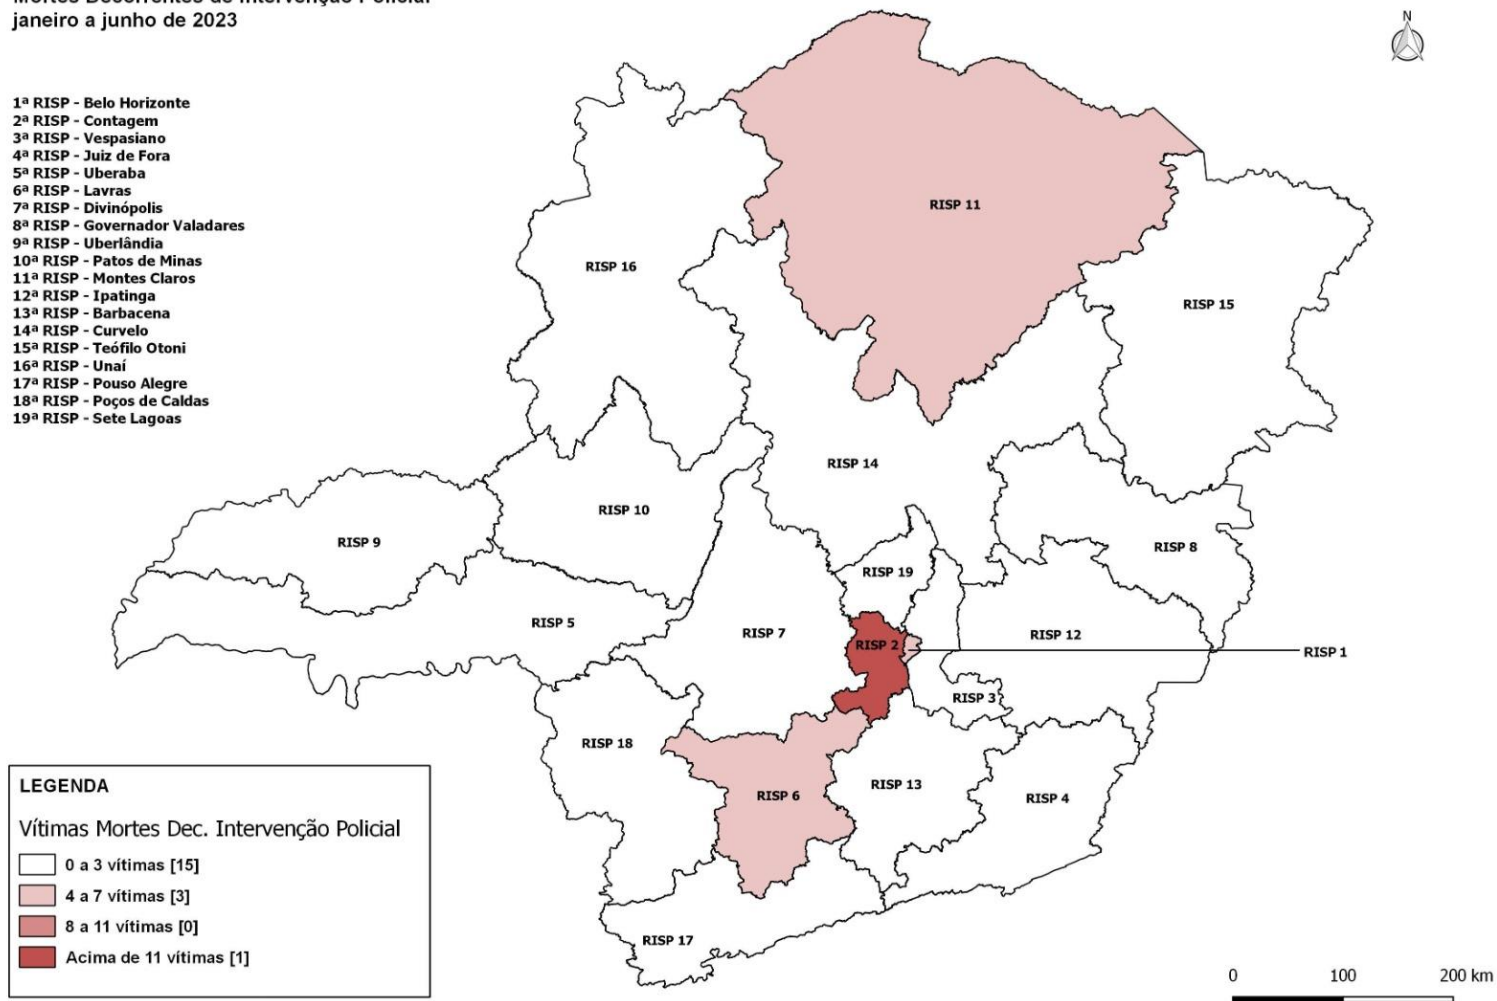 Mortes Decorrentes de Intervenção Policial
janeiro a junho de 2023
N
1ª RISP - Belo Horizonte
2ª RISP - Contagem
3ª RISP - Vespasiano
4ª RISP - Juiz de Fora
5ª RISP - Uberaba
6ª RISP - Lavras
7ª RISP - Divinópolis
8ª RISP - Governador Valadares
9ª RISP - Uberlândia
10ª RISP - Patos de Minas
11ª RISP - Montes Claros
12ª RISP - Ipatinga
13ª RISP - Barbacena
14ª RISP - Curvelo
15ª RISP - Teófilo Otoni
16ª RISP - Unaí
17ª RISP - Pouso Alegre
18ª RISP - Poços de Caldas
19ª RISP - Sete Lagoas
RISP 11
RISP 16
RISP 15
RISP 14
RISP 10
RISP 9
RISP 8
RISP 19
RISP 5
RISP 7
RISP 2
RISP 12
RISP 1
RISP 3
RISP 18
RISP 6
RISP 13
RISP 4
RISP 17
LEGENDA
Vítimas Mortes Dec. Intervenção Policial
0 a 3 vítimas [15]
4 a 7 vítimas [3]
8 a 11 vítimas [0]
Acima de 11 vítimas [1]
0 100 200 km